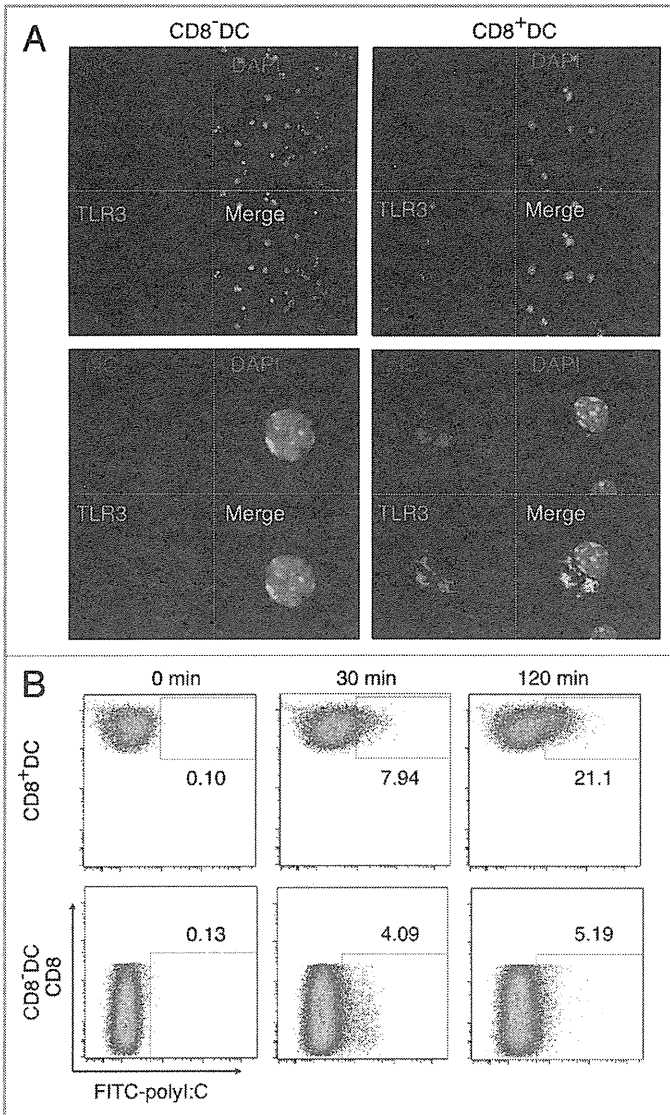 A
CD8⁻DC CD8⁺DC
DAPI DAPI
TLR3 Merge TLR3 Merge
DAPI DAPI
TLR3 Merge TLR3 Merge
B
0 min 30 min 120 min
CD8⁺DC
0.10 7.94 21.1
CD8⁻DC
CD8
0.13 4.09 5.19
FITC-polyI:C